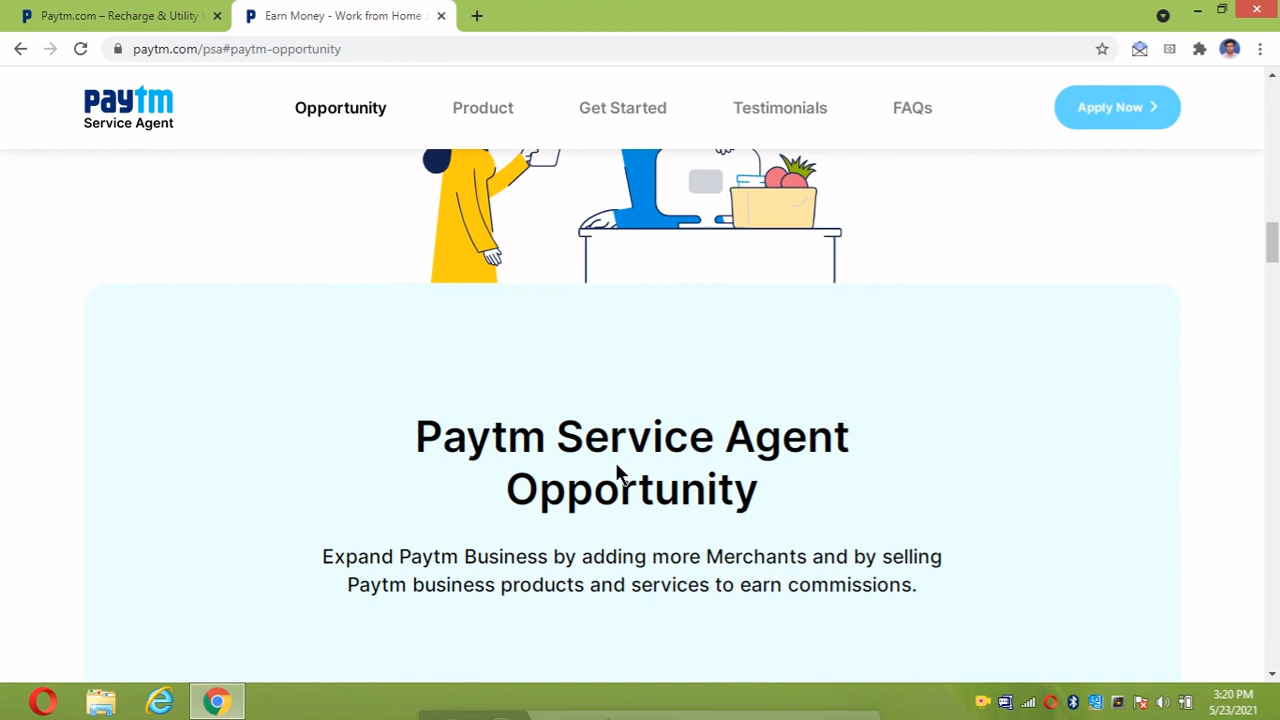 Paytm.com – Recharge & Utility
Earn Money - Work from Home
paytm.com/psa#paytm-opportunity
paytm
Service Agent
Opportunity
Product
Get Started
Testimonials
FAQs
Apply Now
Paytm Service Agent
Opportunity
Expand Paytm Business by adding more Merchants and by selling
Paytm business products and services to earn commissions.
3:20 PM
5/23/2021